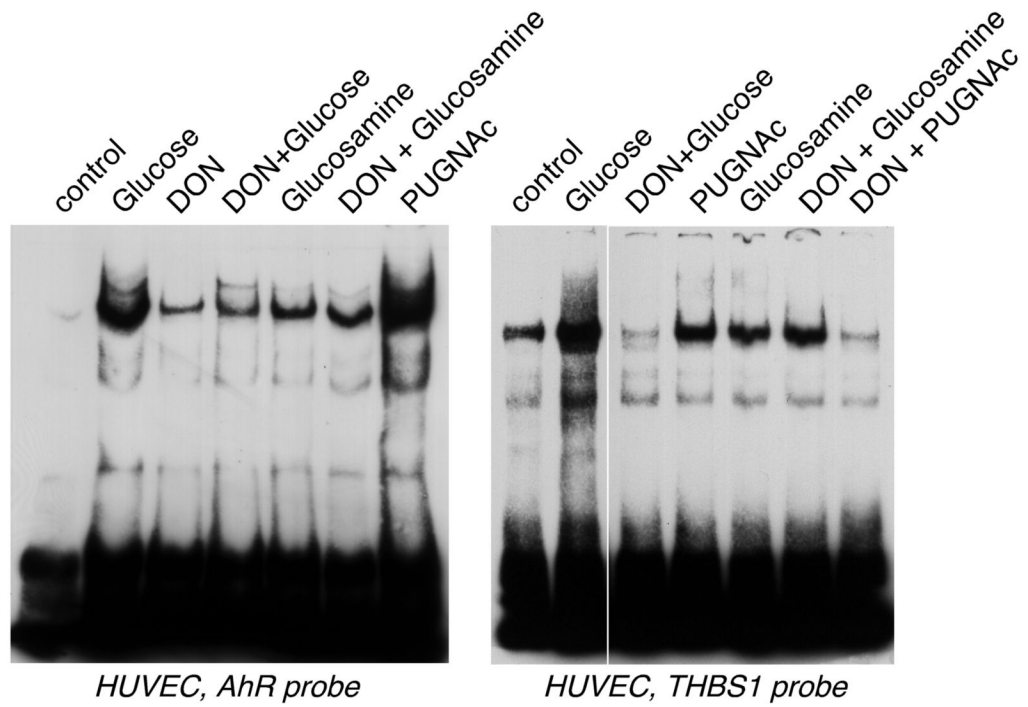 control
Glucose
DON
DON+Glucose
Glucosamine
DON + Glucosamine
PUGNAc
control
Glucose
DON+Glucose
PUGNAc
Glucosamine
DON + Glucosamine
DON + PUGNAc
HUVEC, AhR probe
HUVEC, THBS1 probe